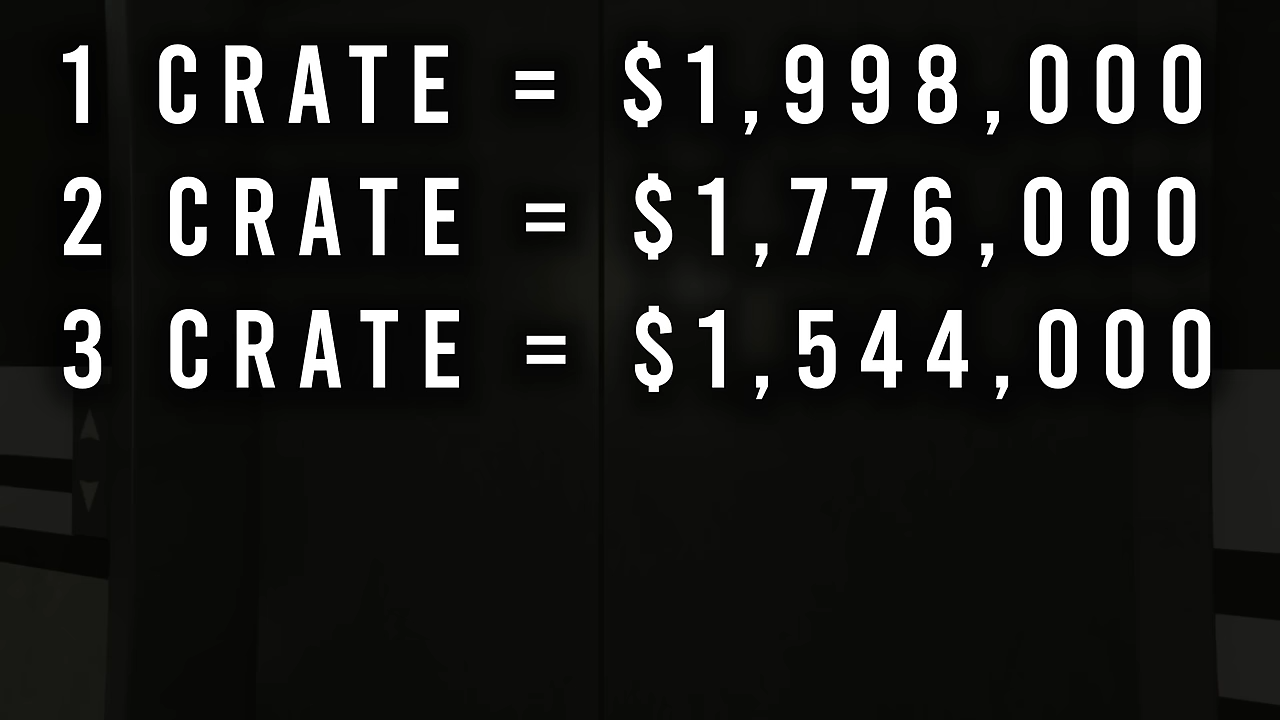 1 CRATE = $1,998,000
2 CRATE = $1,776,000
3 CRATE = $1,544,000